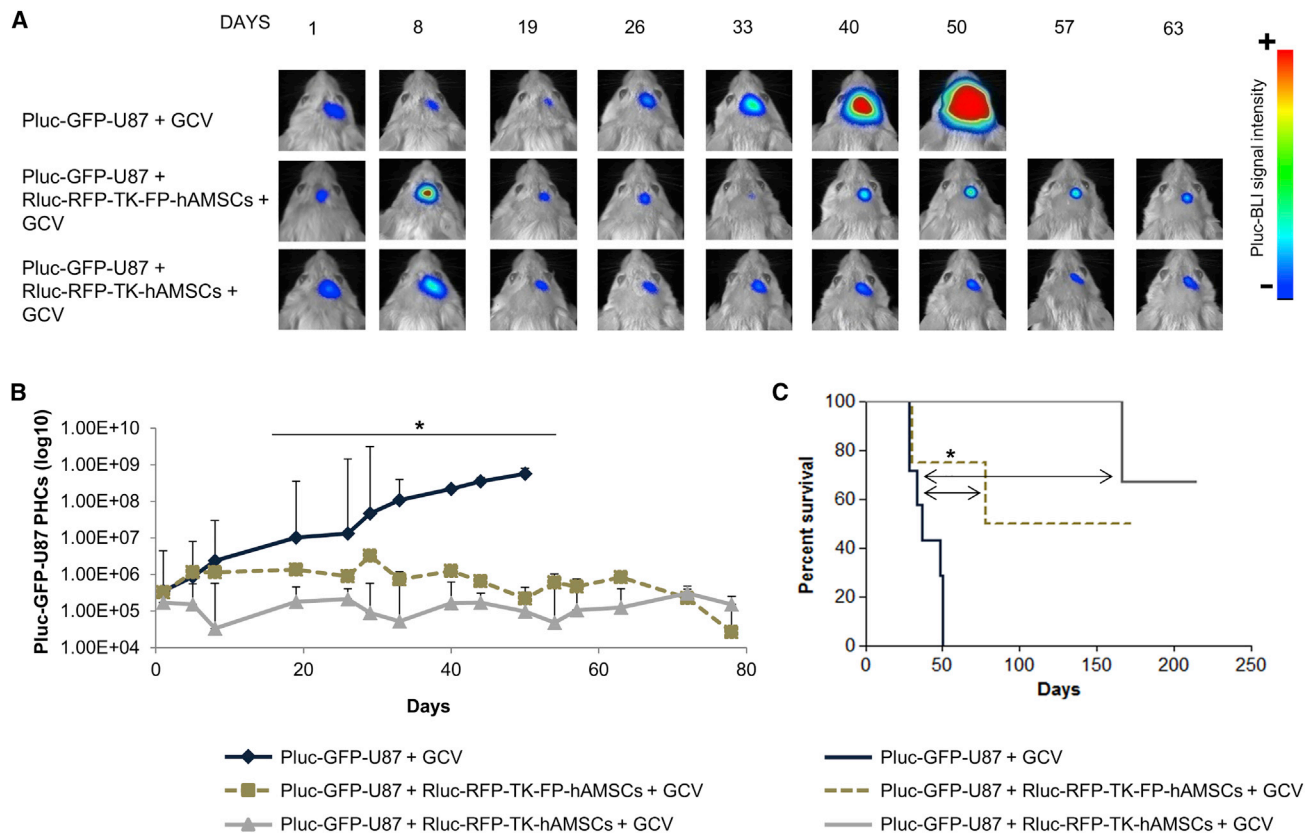 A
DAYS 1 8 19 26 33 40 50 57 63
Pluc-GFP-U87 + GCV
Pluc-GFP-U87 +
Rluc-RFP-TK-FP-hAMSCs +
GCV
Pluc-GFP-U87 +
Rluc-RFP-TK-hAMSCs +
GCV
+
Pluc-BLI signal intensity
-
B
Pluc-GFP-U87 PHCs (log10)
1.00E+10
1.00E+09
1.00E+08
1.00E+07
1.00E+06
1.00E+05
1.00E+04
*
0 20 40 60 80
Days
Pluc-GFP-U87 + GCV
Pluc-GFP-U87 + Rluc-RFP-TK-FP-hAMSCs + GCV
Pluc-GFP-U87 + Rluc-RFP-TK-hAMSCs + GCV
C
Percent survival
100
80
60
40
20
0
*
0 50 100 150 200 250
Days
Pluc-GFP-U87 + GCV
Pluc-GFP-U87 + Rluc-RFP-TK-FP-hAMSCs + GCV
Pluc-GFP-U87 + Rluc-RFP-TK-hAMSCs + GCV